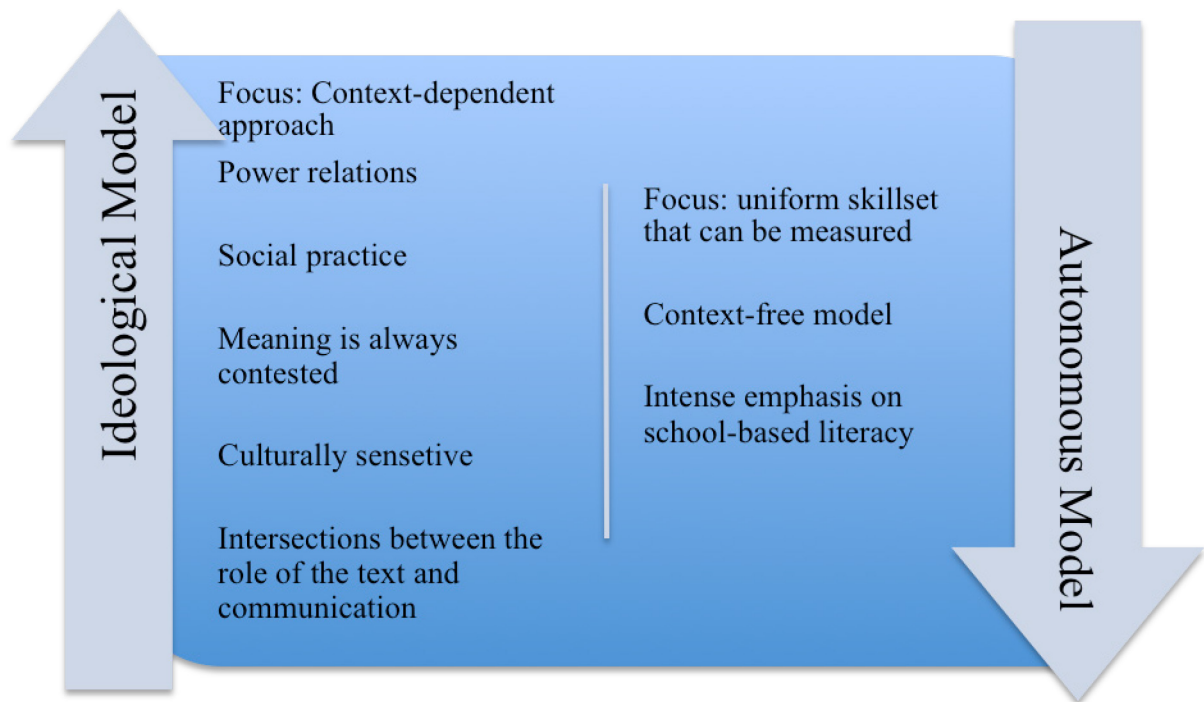 Ideological Model
Focus: Context-dependent
approach
Power relations
Social practice
Meaning is always
contested
Culturally sensetive
Intersections between the
role of the text and
communication
Focus: uniform skillset
that can be measured
Context-free model
Intense emphasis on
school-based literacy
Autonomous Model